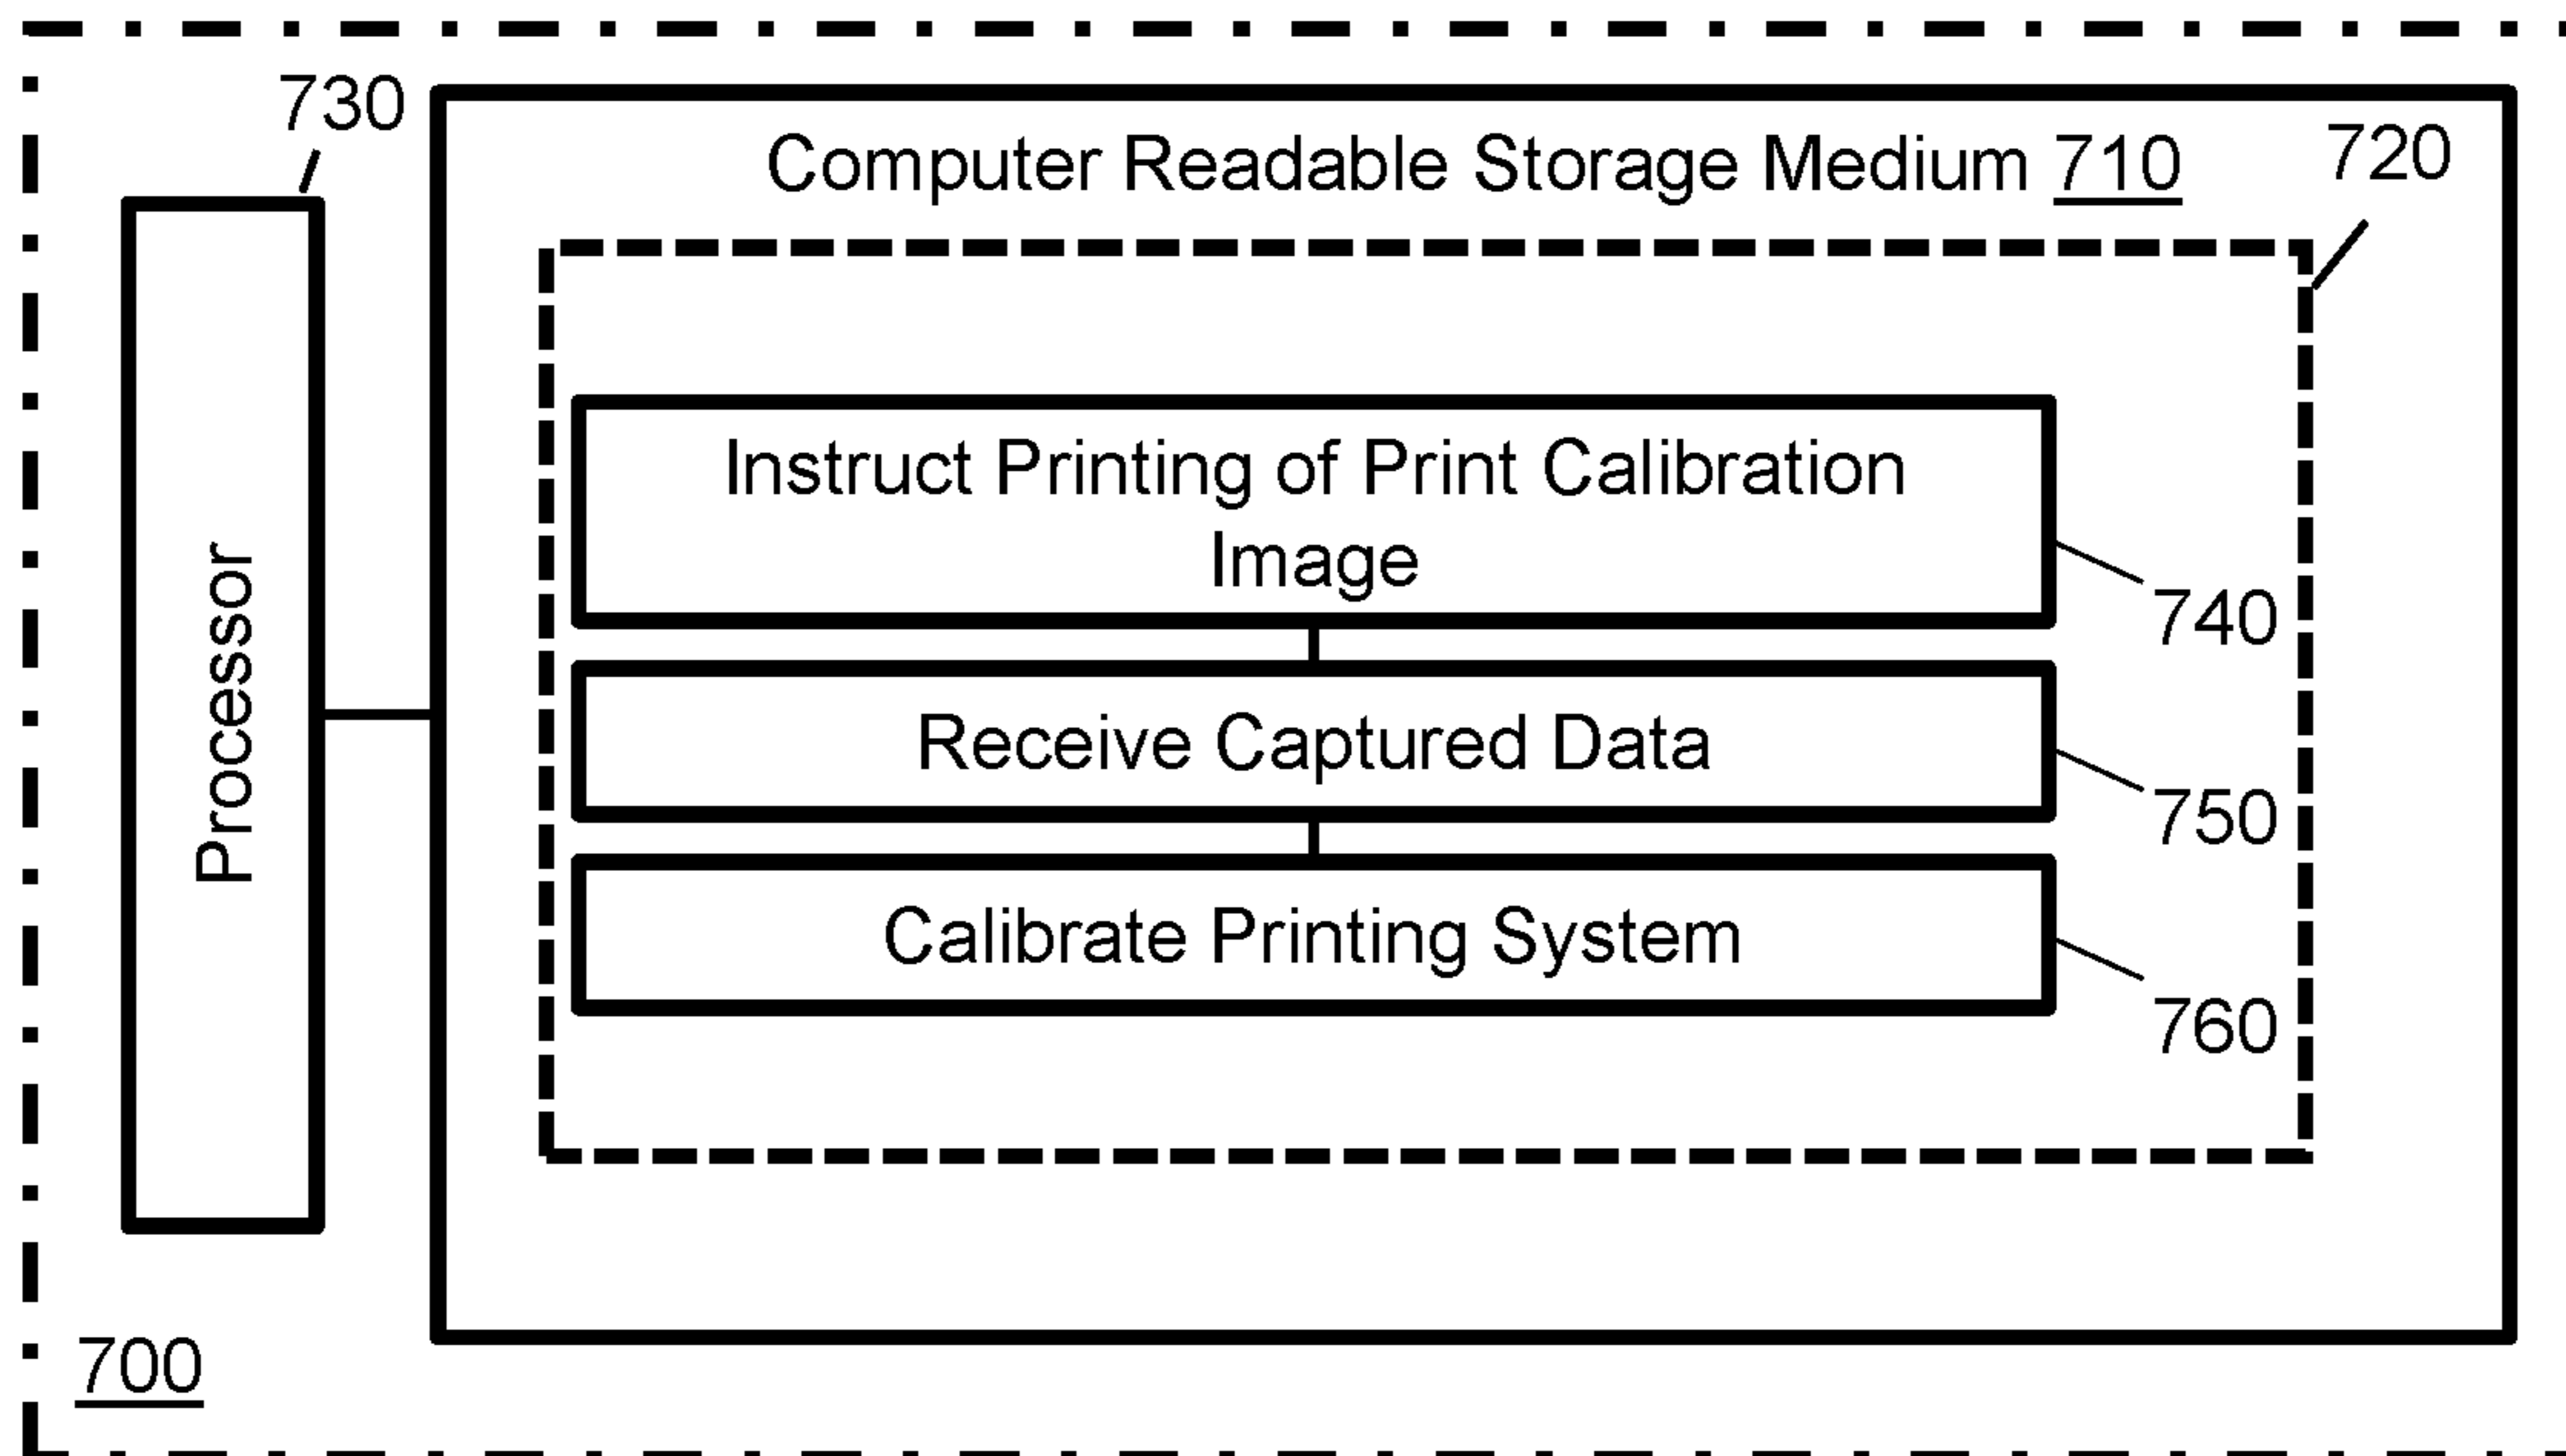 730
Computer Readable Storage Medium 710
720
Processor
Instruct Printing of Print Calibration
Image
740
Receive Captured Data
750
Calibrate Printing System
760
700